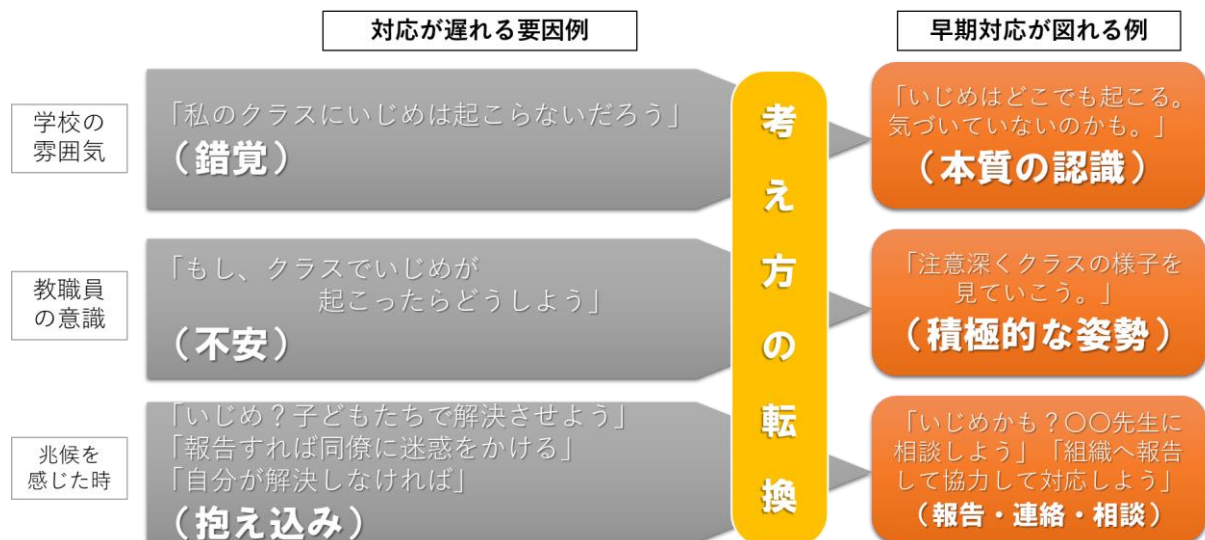 対応が遅れる要因例
早期対応が図れる例
学校の
雰囲気
「私のクラスにいじめは起こらないだろう」
（錯覚）
「いじめはどこでも起こる。
気づいていないのかも。」
（本質の認識）
教職員
の意識
「もし、クラスでいじめが
起こったらどうしよう」
（不安）
「注意深くクラスの様子を
見ていこう。」
（積極的な姿勢）
兆候を
感じた時
「いじめ？子どもたちで解決させよう」
「報告すれば同僚に迷惑をかける」
「自分が解決しなければ」
（抱え込み）
「いじめかも？〇〇先生に
相談しよう」「組織へ報告
して協力して対応しよう」
（報告・連絡・相談）
考え方の転換